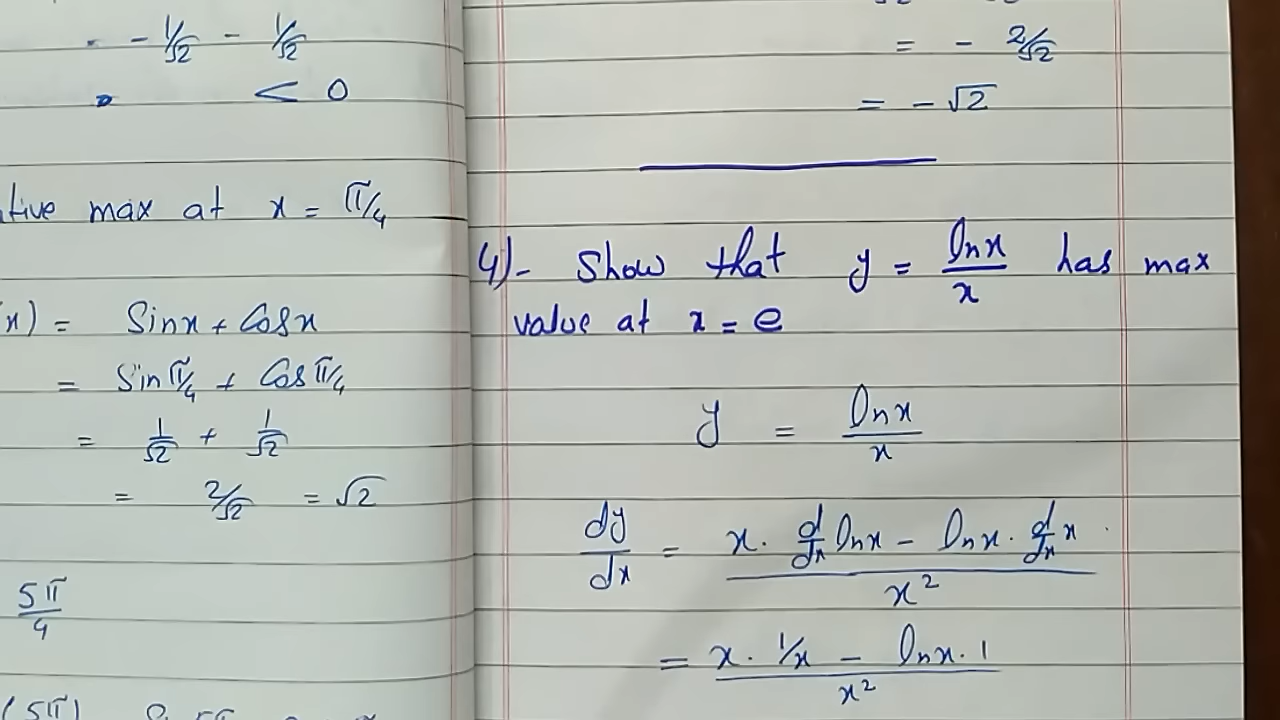 - 1/√2 - 1/√2
< 0
max at x = π/4
= Sinx + Cosx
= Sin π/4 + Cos π/4
= 1/√2 + 1/√2
= 2/√2 = √2
5π/4
= - 2/√2
= - √2
4)- Show that y = lnx/x has max
value at x = e
y = lnx/x
dy/dx = x. d/dx lnx - lnx. d/dx x / x²
= x. 1/x - lnx. 1 / x²